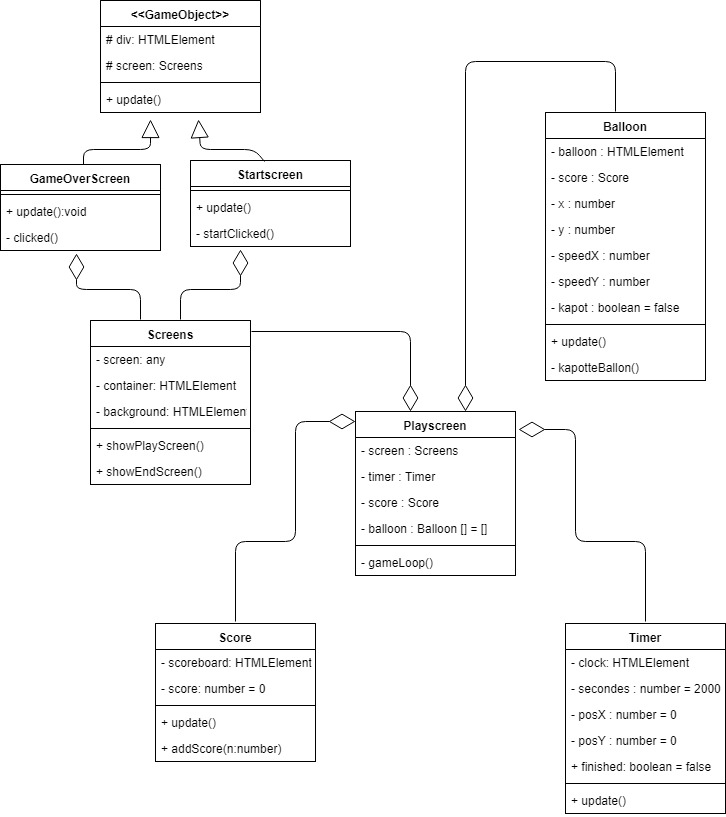 <<GameObject>>
# div: HTMLElement
# screen: Screens
+ update()
GameOverScreen
+ update():void
- clicked()
Startscreen
+ update()
- startClicked()
Balloon
- balloon : HTMLElement
- score : Score
- x : number
- y : number
- speedX : number
- speedY : number
- kapot : boolean = false
+ update()
- kapotteBallon()
Screens
- screen: any
- container: HTMLElement
- background: HTMLElemen
+ showPlayScreen()
+ showEndScreen()
Playscreen
- screen : Screens
- timer : Timer
- score : Score
- balloon : Balloon [] = []
- gameLoop()
Score
- scoreboard: HTMLElement
- score: number = 0
+ update()
+ addScore(n:number)
Timer
- clock: HTMLElement
- secondes : number = 2000
- posX : number = 0
- posY : number = 0
+ finished: boolean = false
+ update()